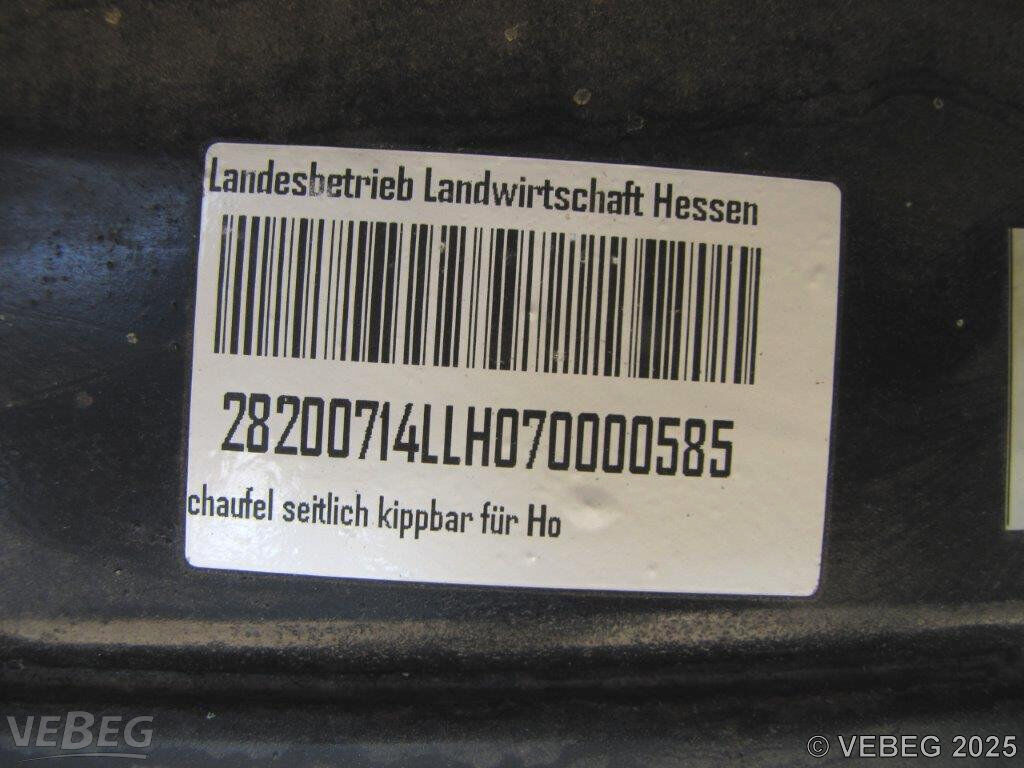 Landesbetrieb Landwirtschaft Hessen
28200714LLH070000585
chaufel seitlich kippbar für Ho
VEBEG
© VEBEG 2025